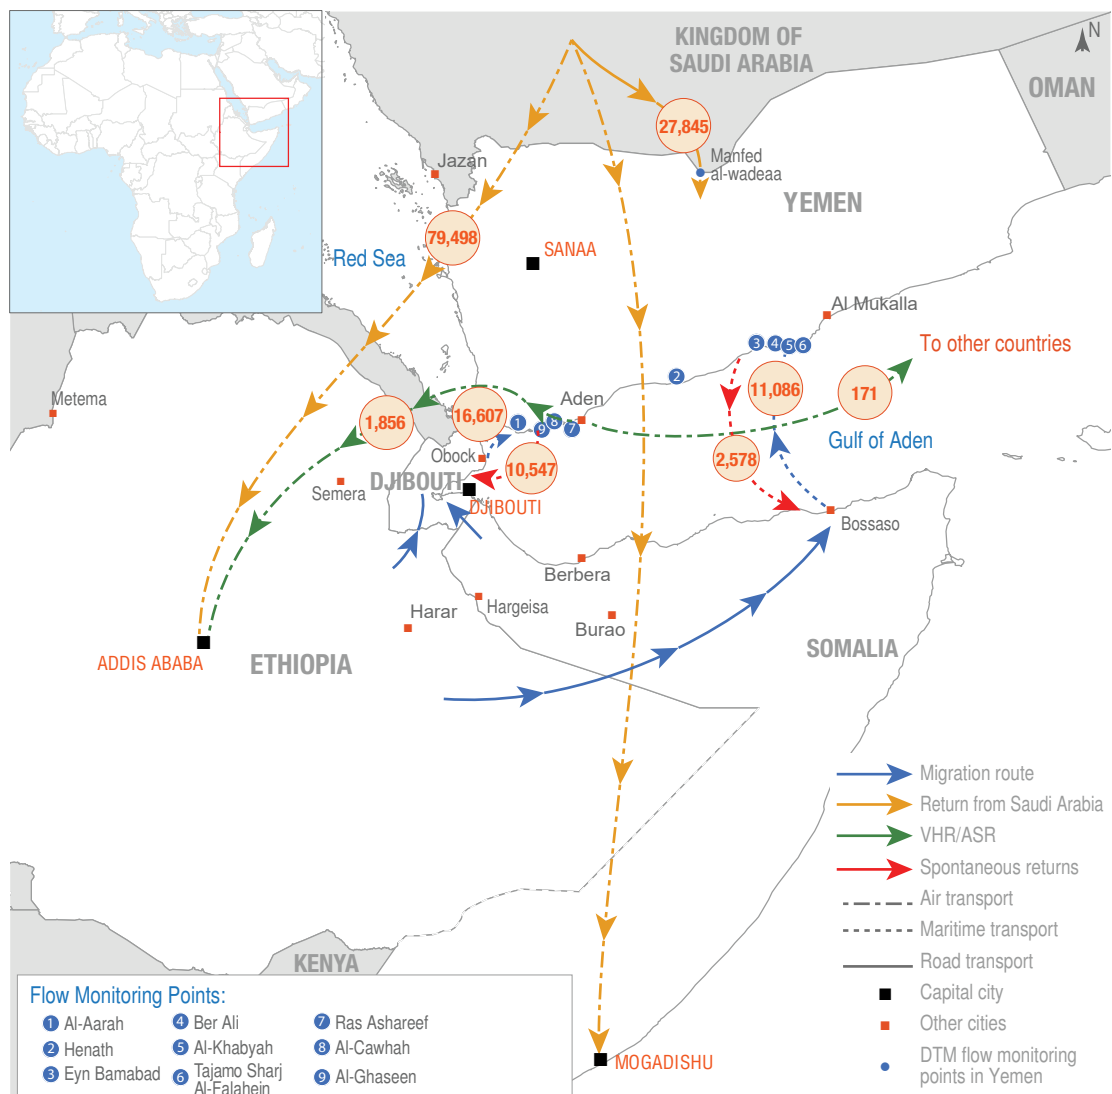 KINGDOM OF
SAUDI ARABIA
N
OMAN
27,845
Manfed
al-wadeaa
Jazan
YEMEN
79,498
SANAA
Red Sea
Al Mukalla
3 4 5 6
To other countries
2
Metema
Aden
11,086
171
1,856
16,607
1
9
8
7
Gulf of Aden
Obock
10,547
2,578
DJIBOUTI
Semera
DJIBOUTI
Bossaso
Berbera
Hargeisa
Harar
Burao
ADDIS ABABA
ETHIOPIA
SOMALIA
Migration route
Return from Saudi Arabia
VHR/ASR
Spontaneous returns
Air transport
Maritime transport
Road transport
Capital city
Other cities
DTM flow monitoring
points in Yemen
KENYA
MOGADISHU
Flow Monitoring Points:
1 Al-Aarah
2 Henath
3 Eyn Bamabad
4 Ber Ali
5 Al-Khabyah
6 Tajamo Sharj
Al-Falahein
7 Ras Ashareef
8 Al-Cawhah
9 Al-Ghaseen